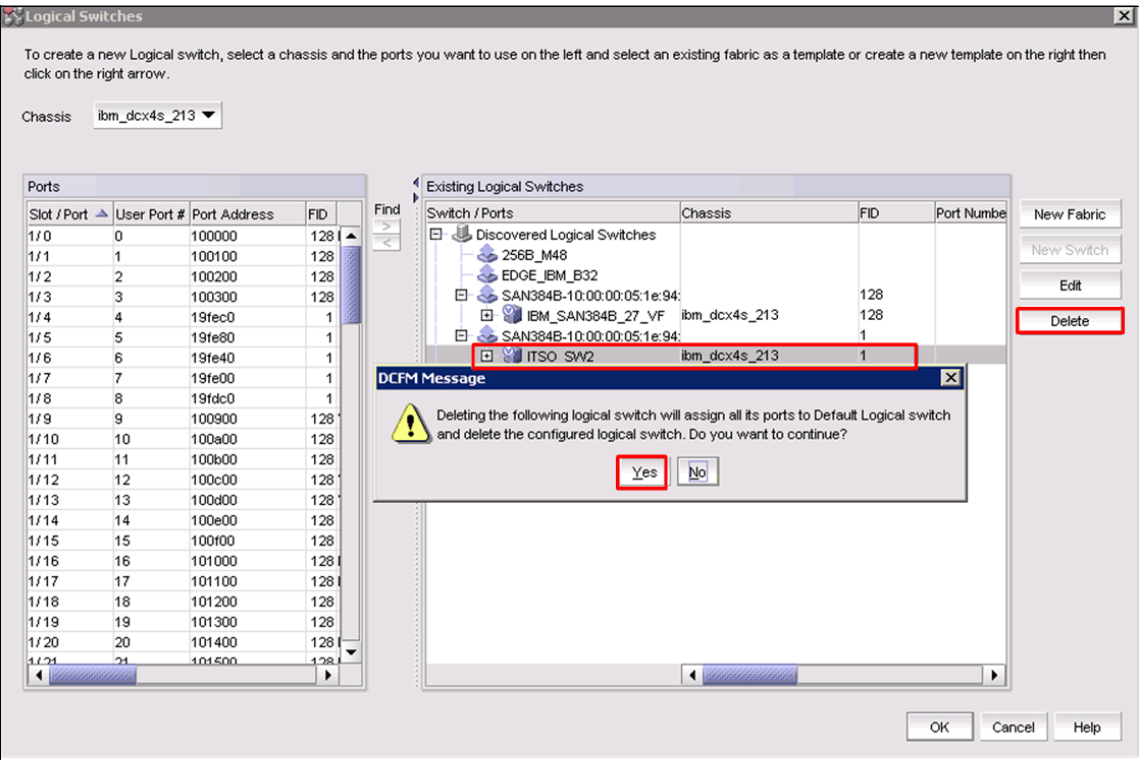 Logical Switches
To create a new Logical switch, select a chassis and the ports you want to use on the left and select an existing fabric as a template or create a new template on the right then
click on the right arrow.
Chassis ibm_dcx4s_213
Ports
Slot / Port User Port # Port Address FID
1/ 0 0 100000 128
1/ 1 1 100100 128
1/ 2 2 100200 128
1/ 3 3 100300 128
1/ 4 4 19fec0 1
1/ 5 5 19fe80 1
1/ 6 6 19fe40 1
1/ 7 7 19fe00 1
1/ 8 8 19fdc0 1
1/ 9 9 100900 128
1/ 10 10 100a00 128
1/ 11 11 100b00 128
1/ 12 12 100c00 128
1/ 13 13 100d00 128
1/ 14 14 100e00 128
1/ 15 15 100f00 128
1/ 16 16 101000 128
1/ 17 17 101100 128
1/ 18 18 101200 128
1/ 19 19 101300 128
1/ 20 20 101400 128
1/ 21 21 101500 128
Find
>
<
Existing Logical Switches
Switch / Ports Chassis FID Port Numbe
Discovered Logical Switches
256B_M48
EDGE_IBM_B32
SAN384B-10:00:00:05:1e:94: 128
IBM_SAN384B_27_VF ibm_dcx4s_213 128
SAN384B-10:00:00:05:1e:94: 1
ITSO_SW2 ibm_dcx4s_213 1
New Fabric
New Switch
Edit
Delete
DCFM Message
Deleting the following logical switch will assign all its ports to Default Logical switch
and delete the configured logical switch. Do you want to continue?
Yes No
OK Cancel Help